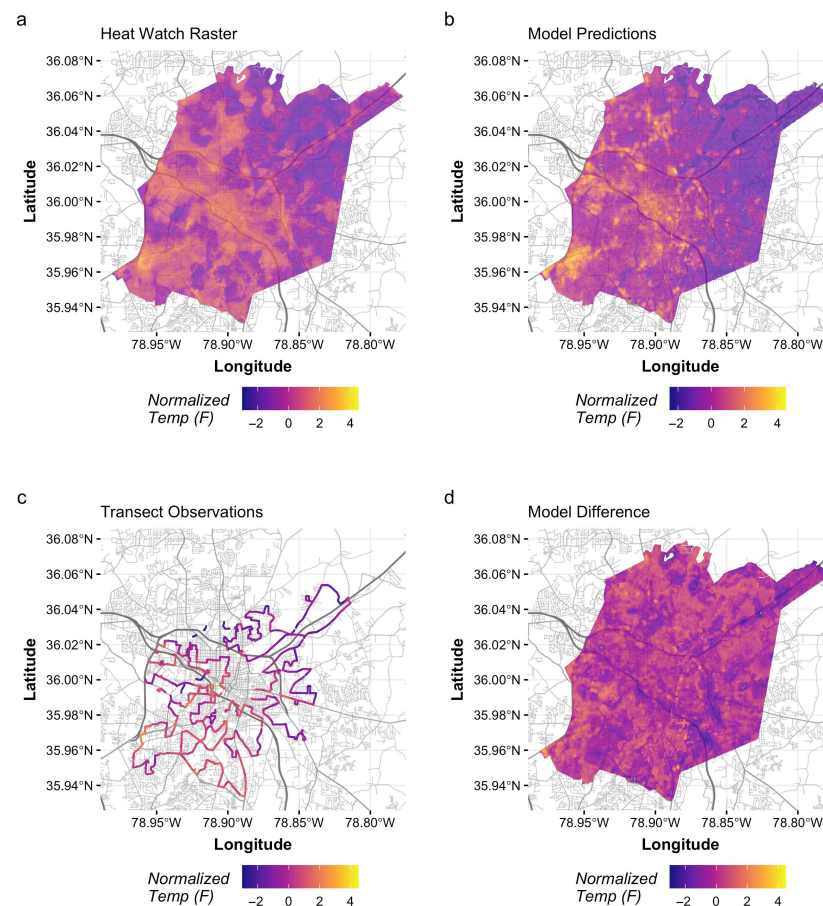 a
Heat Watch Raster
36.08°N
36.06°N
36.04°N
36.02°N
36.00°N
35.98°N
35.96°N
35.94°N
Latitude
78.95°W 78.90°W 78.85°W 78.80°W
Longitude
Normalized
Temp (F)
−2 0 2 4
b
Model Predictions
36.08°N
36.06°N
36.04°N
36.02°N
36.00°N
35.98°N
35.96°N
35.94°N
Latitude
78.95°W 78.90°W 78.85°W 78.80°W
Longitude
Normalized
Temp (F)
−2 0 2 4
c
Transect Observations
36.08°N
36.06°N
36.04°N
36.02°N
36.00°N
35.98°N
35.96°N
35.94°N
Latitude
78.95°W 78.90°W 78.85°W 78.80°W
Longitude
Normalized
Temp (F)
−2 0 2 4
d
Model Difference
36.08°N
36.06°N
36.04°N
36.02°N
36.00°N
35.98°N
35.96°N
35.94°N
Latitude
78.95°W 78.90°W 78.85°W 78.80°W
Longitude
Normalized
Temp (F)
−2 0 2 4